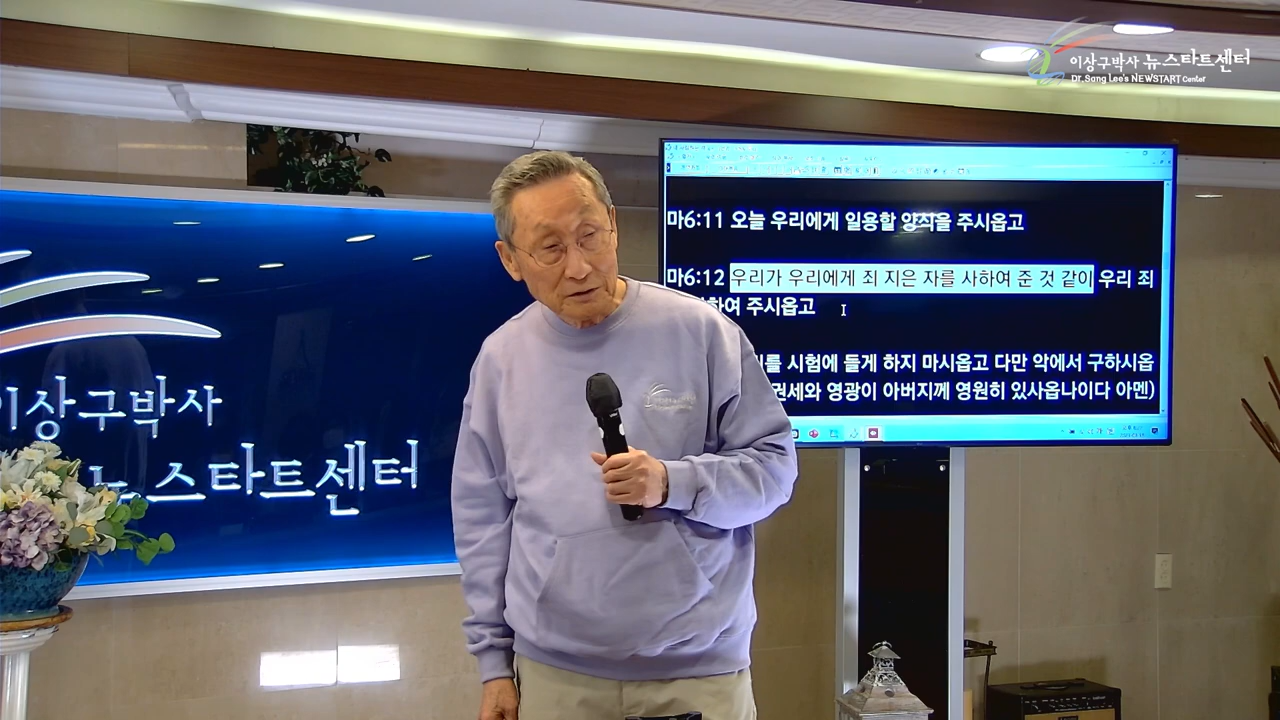 이상구박사 뉴스타트센터
Dr. Sang Lee's NEWSTART Center
마6:11 오늘 우리에게 일용할 양식을 주시옵고
마6:12 우리가 우리에게 죄 지은 자를 사하여 준 것 같이 우리 죄
하여 주시옵고
를 시험에 들게 하지 마시옵고 다만 악에서 구하시옵
권세와 영광이 아버지께 영원히 있사옵나이다 아멘)
이상구박사
뉴스타트센터